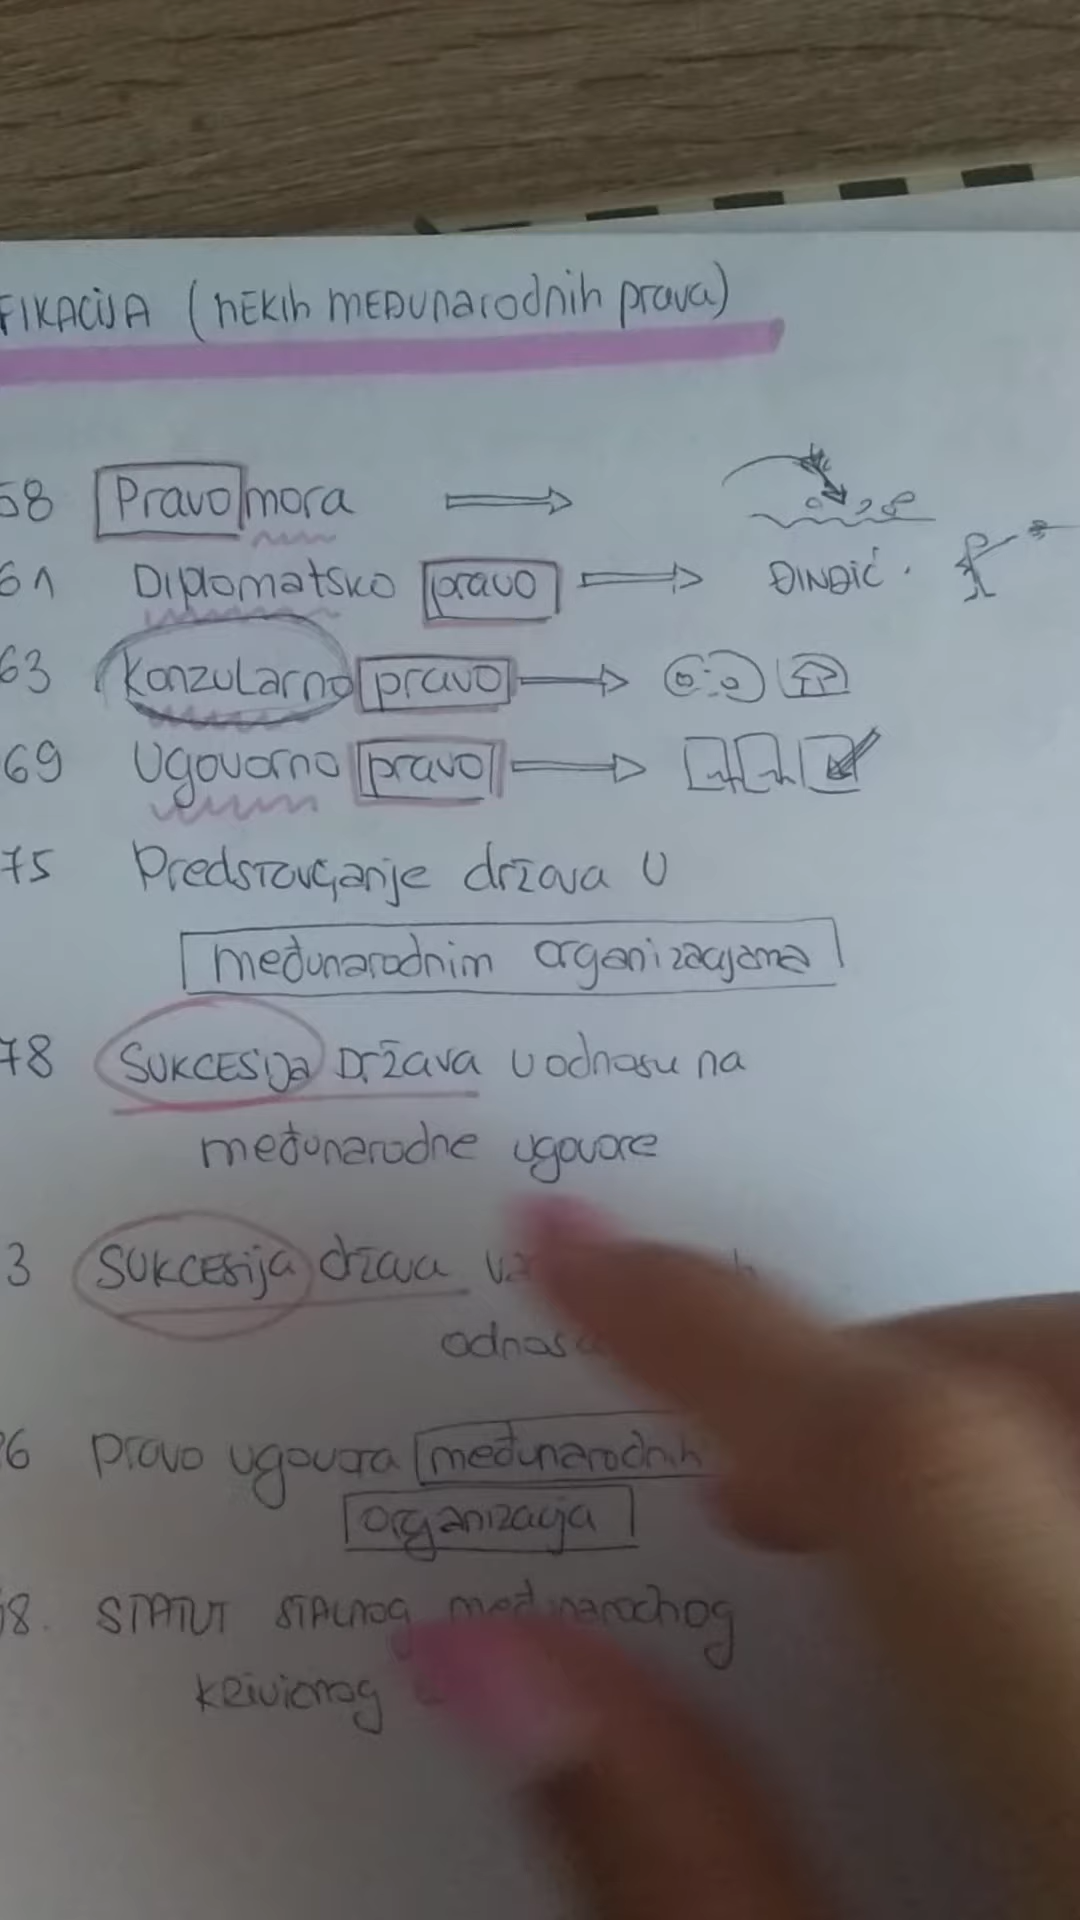 FIKACIJA (nekih međunarodnih prava)
58 Pravo mora
61 Diplomatsko pravo ĐINĐIĆ.
63 Konzularno pravo
69 Ugovorno pravo
75 Predstavljanje država u
međunarodnim organizacijama
78 SUKCESIJA Država u odnosu na
međunarodne ugovore
3 SUKCESIJA država
6 pravo ugovora međunarodnih
organizacija
8. STATUT STALNOG međunarodnog
krivičnog